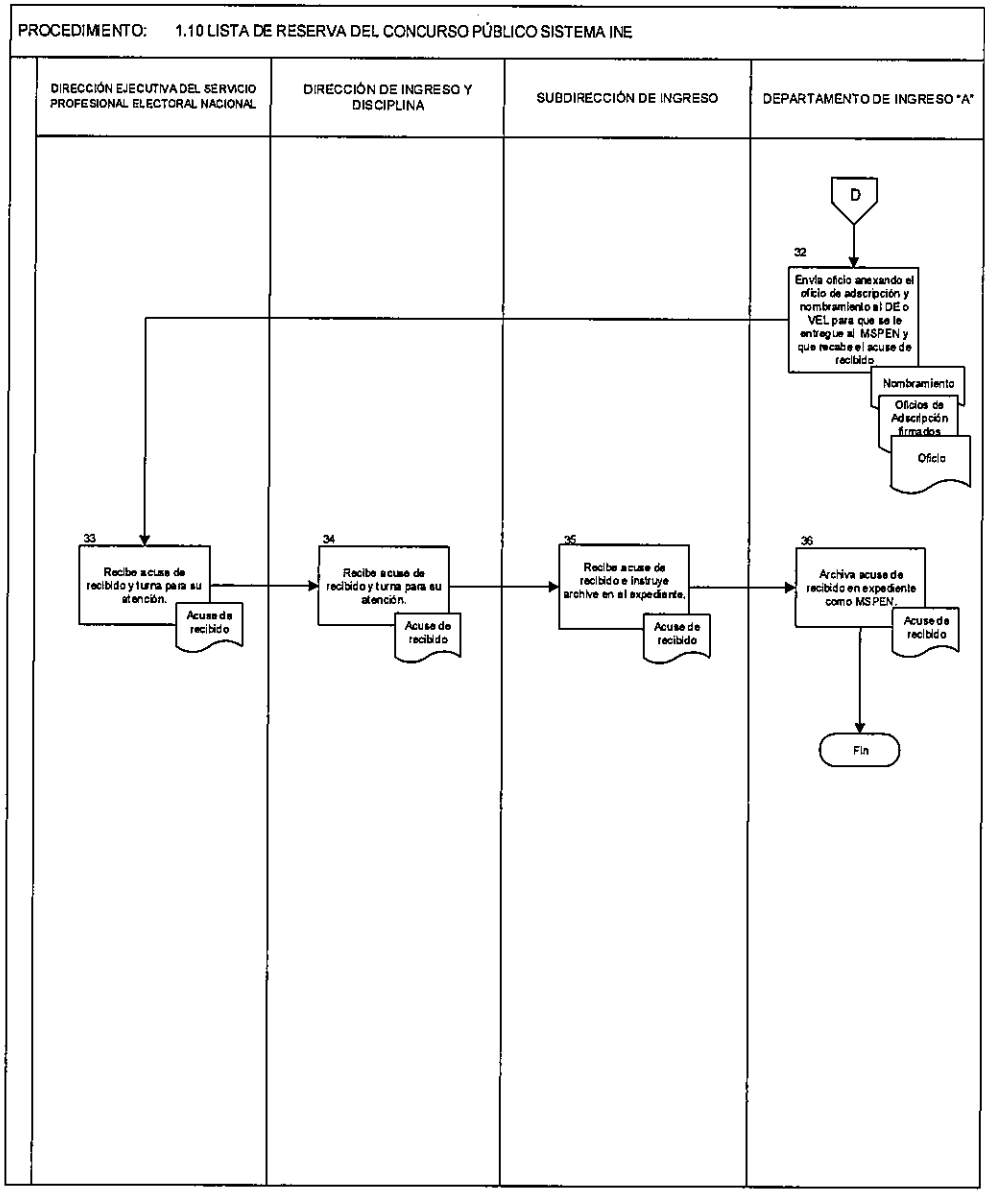 PROCEDIMIENTO: 1.10 LISTA DE RESERVA DEL CONCURSO PÚBLICO SISTEMA INE
DIRECCIÓN EJECUTIVA DEL SERVICIO
PROFESIONAL ELECTORAL NACIONAL
DIRECCIÓN DE INGRESO Y
DISCIPLINA
SUBDIRECCIÓN DE INGRESO
DEPARTAMENTO DE INGRESO "A"
D
32
Envía oficio anexando el
oficio de adscripción y
nombramiento al DE o
VEL para que se le
entregue al MSPEN y
que recabe el acuse de
recibido
Nombramiento
Oficios de
Adscripción
firmados
Oficio
33
Recibe acuse de
recibido y turna para su
atención.
Acuse de
recibido
34
Recibe acuse de
recibido y turna para su
atención.
Acuse de
recibido
35
Recibe acuse de
recibido e instruye
archive en el expediente.
Acuse de
recibido
36
Archiva acuse de
recibido en expediente
como MSPEN.
Acuse de
recibido
Fin